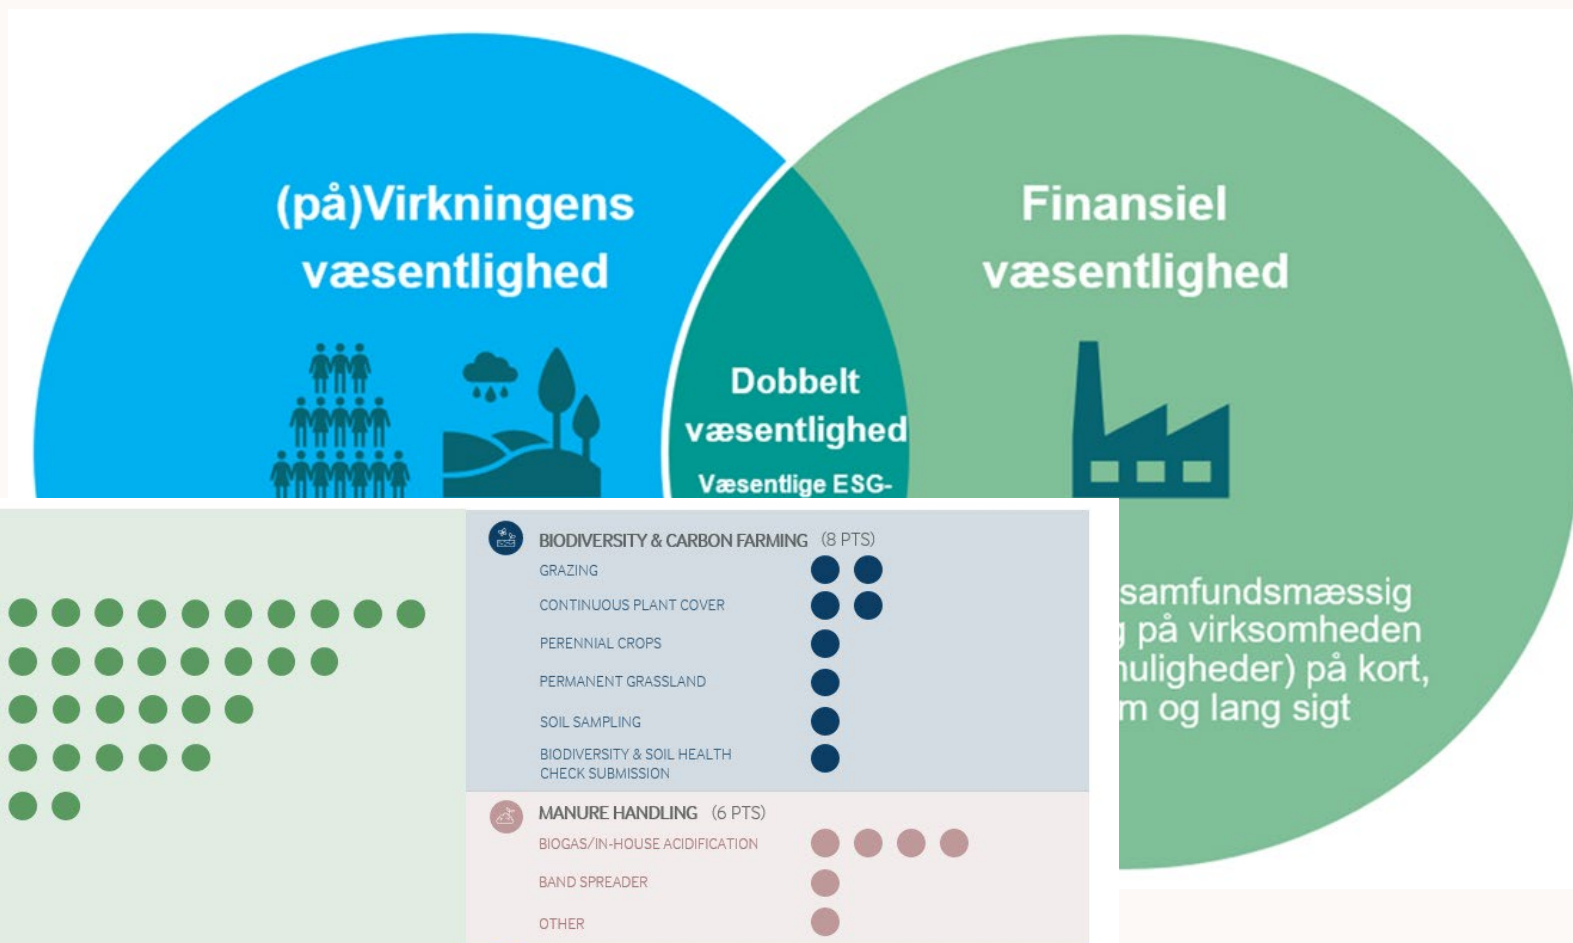 (på)Virkningens
væsentlighed
Finansiel
væsentlighed
Dobbelt
væsentlighed
Væsentlige ESG-
samfundsmæssig
på virksomheden
på kort,
og lang sigt
BIODIVERSITY & CARBON FARMING (8 PTS)
GRAZING
CONTINUOUS PLANT COVER
PERENNIAL CROPS
PERMANENT GRASSLAND
SOIL SAMPLING
BIODIVERSITY & SOIL HEALTH
CHECK SUBMISSION
MANURE HANDLING (6 PTS)
BIOGAS/IN-HOUSE ACIDIFICATION
BAND SPREADER
OTHER